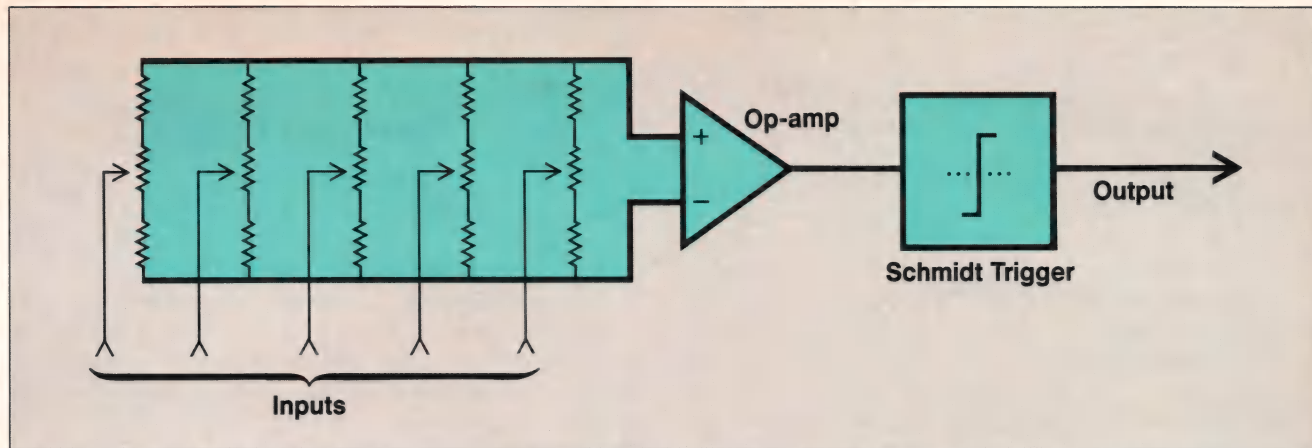 +
Op-amp
−
Output
Schmidt Trigger
Inputs